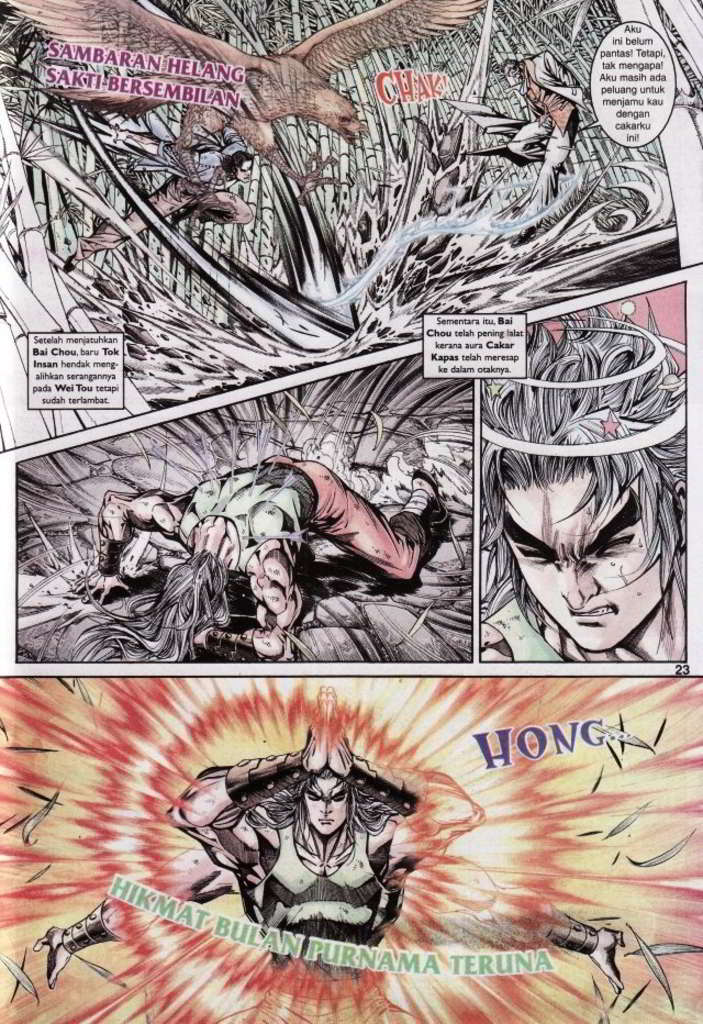 SAMBARAN HELANG
SAKTI BERSEMBILAN
CHAK!
Aku
ini belum
pantas! Tetapi,
tak mengapa!
Aku masih ada
peluang untuk
menjamu kau
dengan
cakarku
ini!
Setelah menjatuhkan
Bai Chou, baru Tok
Insan hendak meng-
alihkan serangannya
pada Wei Tou tetapi
sudah terlambat.
Sementara itu, Bai
Chou telah pening lalat
kerana aura Cakar
Kapas telah meresap
ke dalam otaknya.
23
HONG...
HIKMAT BULAN PURNAMA TERUNA